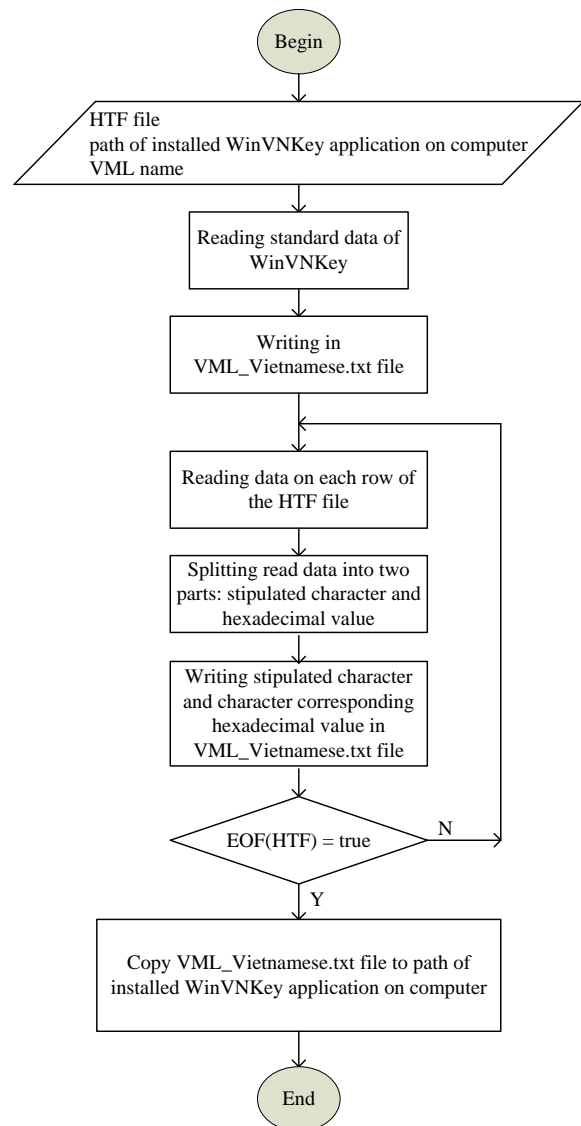 Begin
HTF file
path of installed WinVNKey application on computer
VML name
Reading standard data of
WinVNKey
Writing in
VML_Vietnamese.txt file
Reading data on each row of
the HTF file
Splitting read data into two
parts: stipulated character and
hexadecimal value
Writing stipulated character
and character corresponding
hexadecimal value in
VML_Vietnamese.txt file
EOF(HTF) = true
N
Y
Copy VML_Vietnamese.txt file to path of
installed WinVNKey application on computer
End